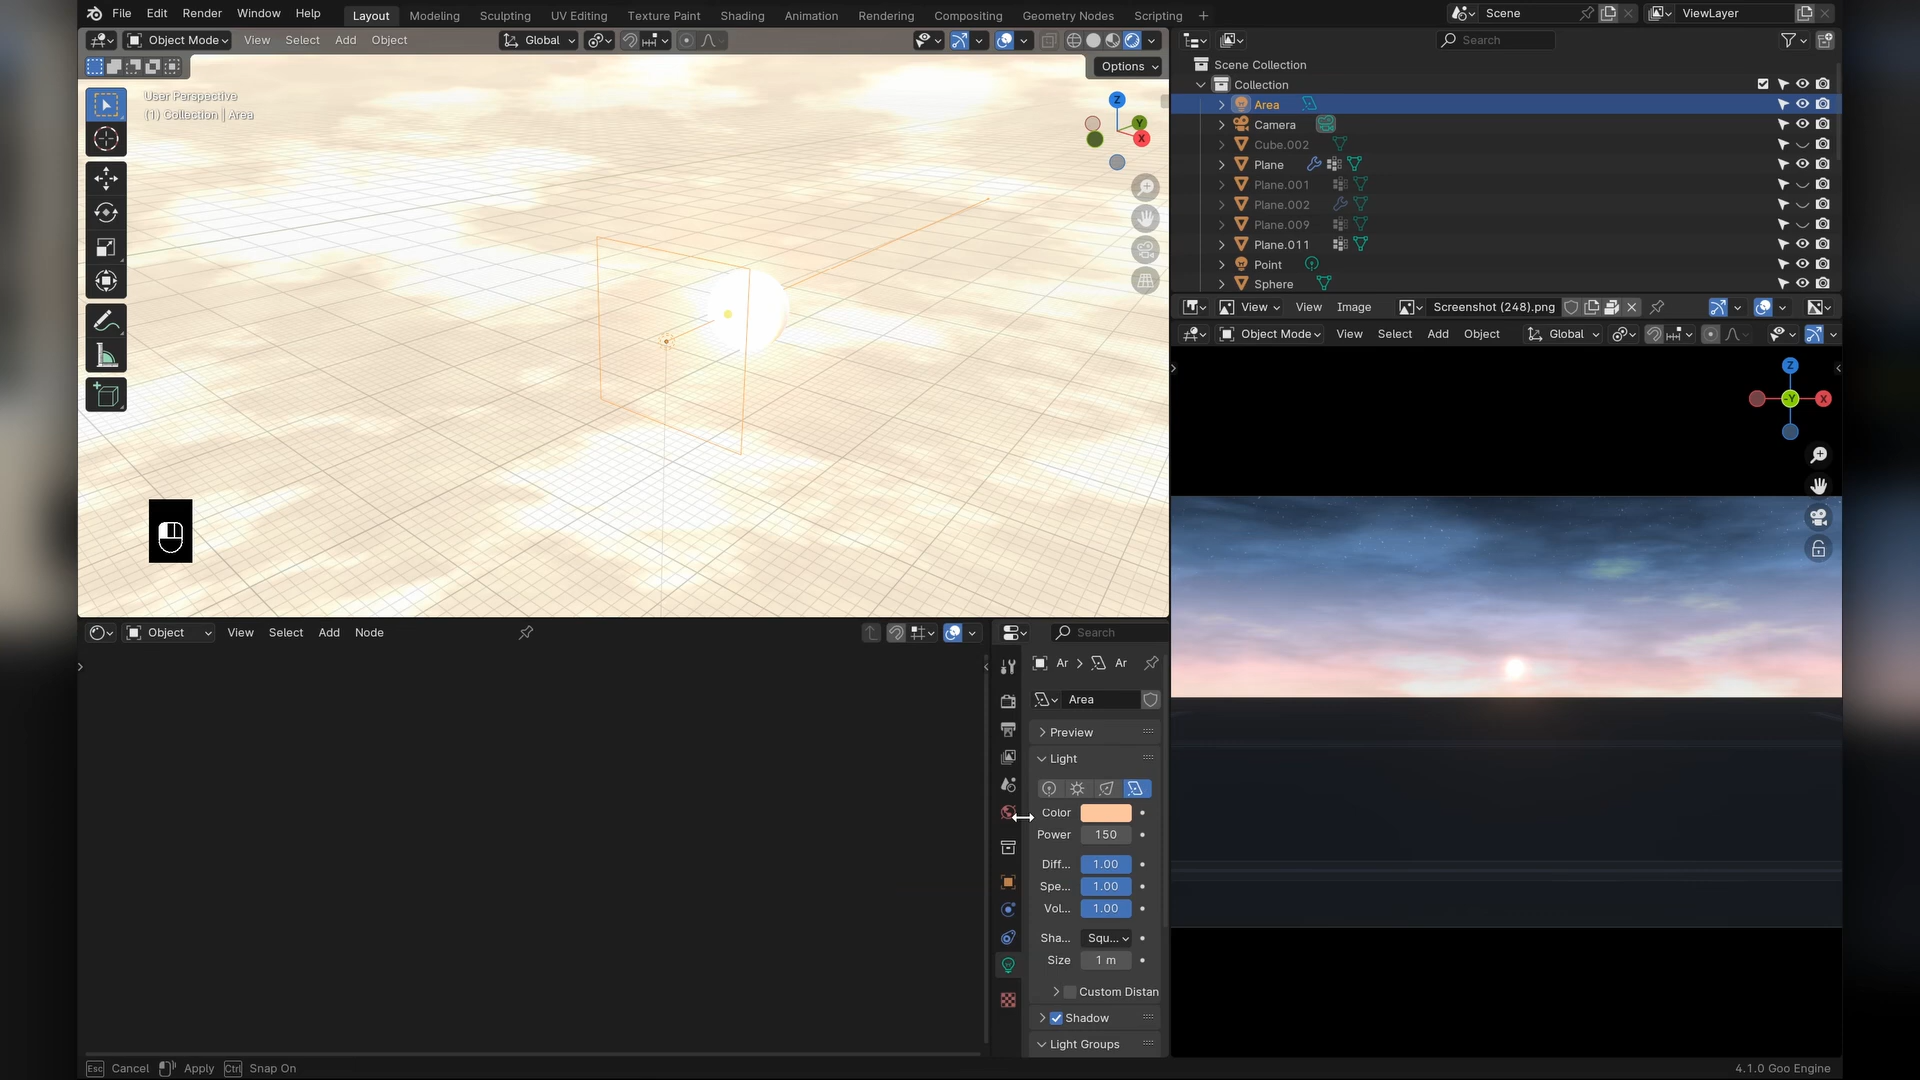 File Edit Render Window Help Layout Modeling Sculpting UV Editing Texture Paint Shading Animation Rendering Compositing Geometry Nodes Scripting Scene ViewLayer
Object Mode View Select Add Object Global Search
Options
User Perspective
(1) Collection | Area
Z
Y
X
Scene Collection
Collection
Area
Camera
Cube.002
Plane
Plane.001
Plane.002
Plane.009
Plane.011
Point
Sphere
View View Image Screenshot (248).png
Object Mode View Select Add Object Global
Z
-Y
X
Object View Select Add Node Search
Ar > Ar
Area
Preview
Light
Color
Power 150
Diff... 1.00
Spe... 1.00
Vol... 1.00
Sha... Squ...
Size 1 m
Custom Distan
Shadow
Light Groups
Esc Cancel Apply Ctrl Snap On 4.1.0 Goo Engine